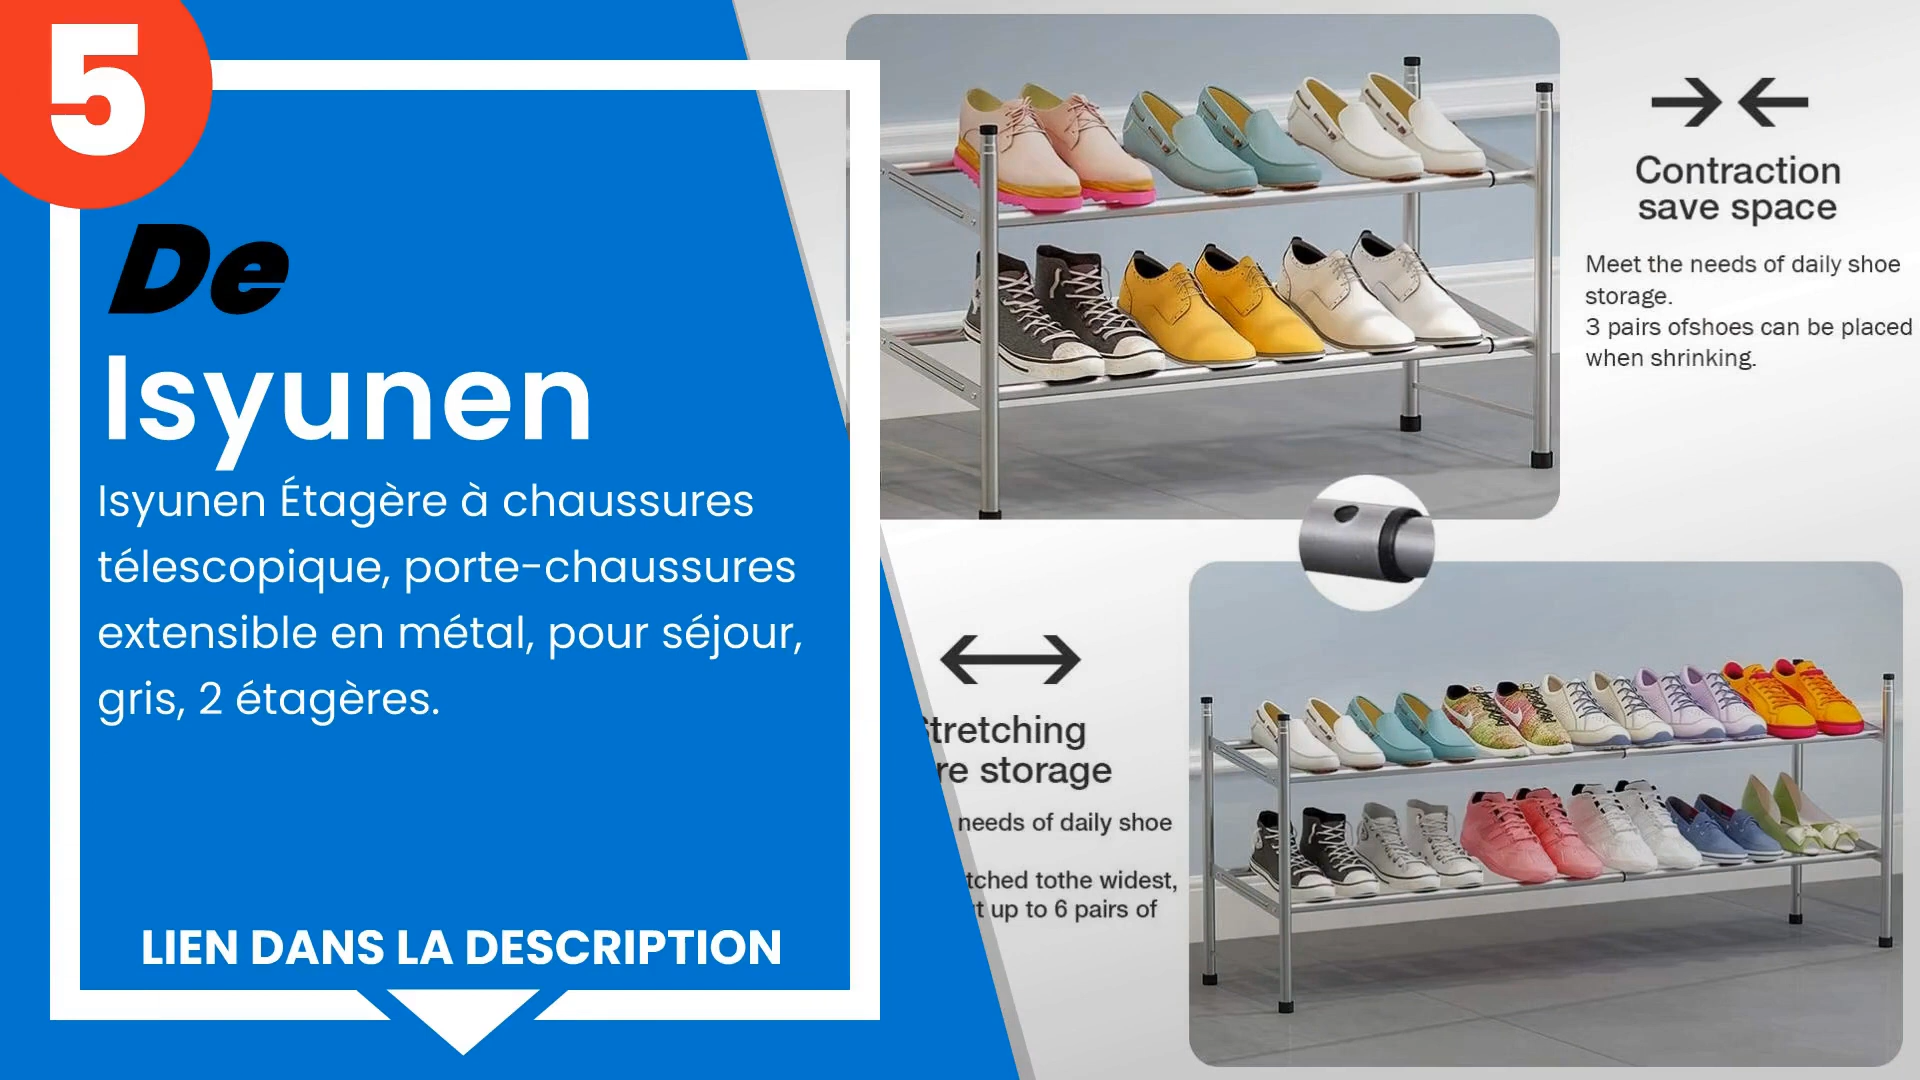 5
De
Isyunen
Isyunen Étagère à chaussures
télescopique, porte-chaussures
extensible en métal, pour séjour,
gris, 2 étagères.
LIEN DANS LA DESCRIPTION
Contraction
save space
Meet the needs of daily shoe
storage.
3 pairs ofshoes can be placed
when shrinking.
Stretching
re storage
needs of daily shoe
tched tothe widest,
t up to 6 pairs of